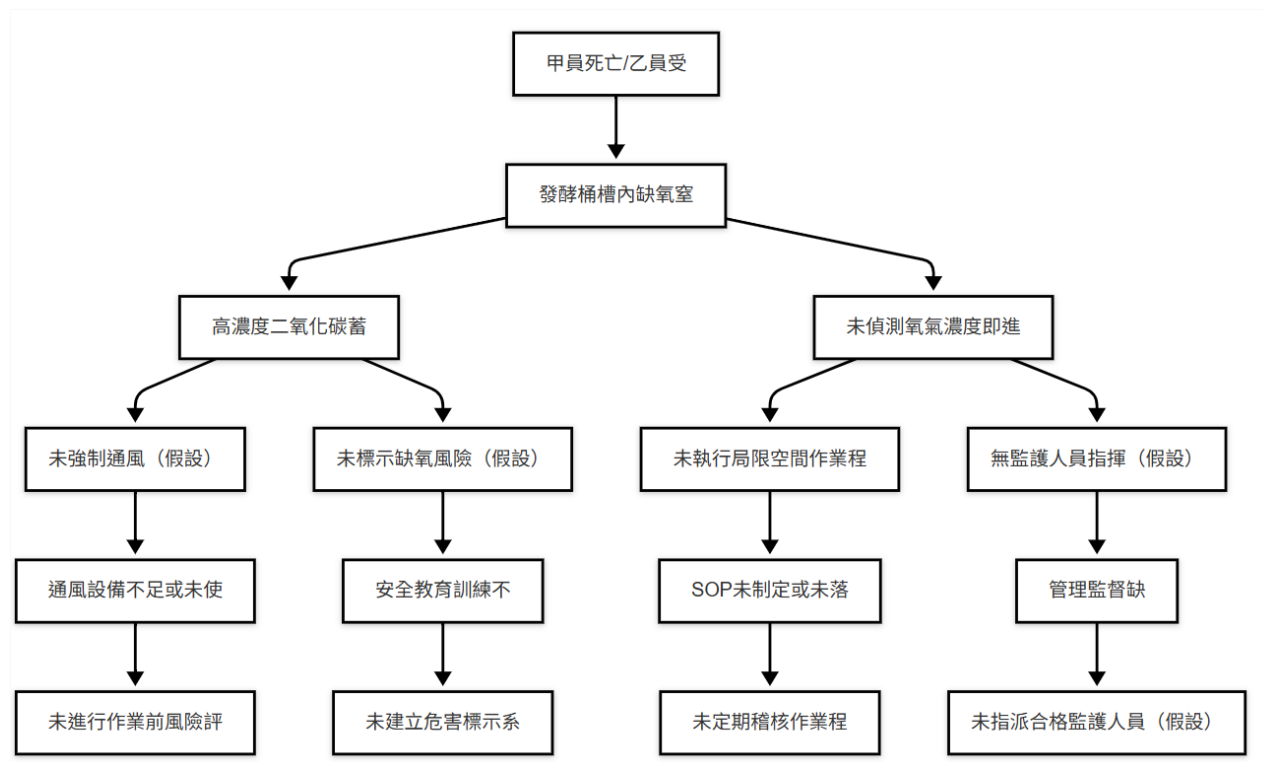 甲員死亡/乙員受
發酵桶槽內缺氧窒
高濃度二氧化碳蓄
未偵測氧氣濃度即進
未強制通風（假設）
未標示缺氧風險（假設）
未執行局限空間作業程
無監護人員指揮（假設）
通風設備不足或未使
安全教育訓練不
SOP未制定或未落
管理監督缺
未進行作業前風險評
未建立危害標示系
未定期稽核作業程
未指派合格監護人員（假設）